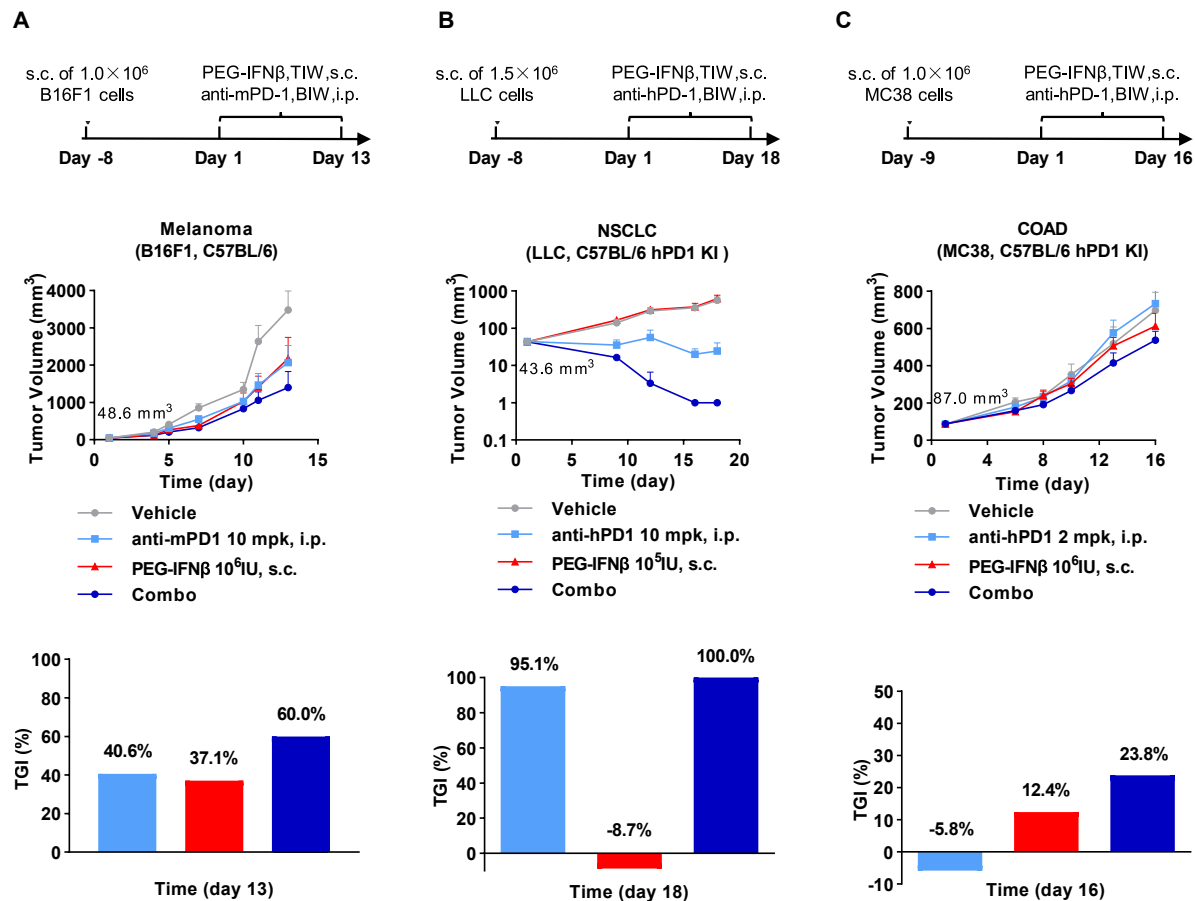 A
s.c. of 1.0×10⁶
B16F1 cells
PEG-IFNβ,TIW,s.c.
anti-mPD-1,BIW,i.p.
Day -8
Day 1
Day 13
Melanoma
(B16F1, C57BL/6)
Tumor Volume (mm³)
4000
3000
2000
1000
0
48.6 mm³
0
5
10
15
Time (day)
Vehicle
anti-mPD1 10 mpk, i.p.
PEG-IFNβ 10⁶IU, s.c.
Combo
TGI (%)
100
80
60
40
20
0
40.6%
37.1%
60.0%
Time (day 13)
B
s.c. of 1.5×10⁶
LLC cells
PEG-IFNβ,TIW,s.c.
anti-hPD-1,BIW,i.p.
Day -8
Day 1
Day 18
NSCLC
(LLC, C57BL/6 hPD1 KI )
Tumor Volume (mm³)
1000
100
10
1
0.1
43.6 mm³
0
5
10
15
20
Time (day)
Vehicle
anti-hPD1 10 mpk, i.p.
PEG-IFNβ 10⁵IU, s.c.
Combo
TGI (%)
100
80
60
40
20
0
95.1%
-8.7%
100.0%
Time (day 18)
C
s.c. of 1.0×10⁶
MC38 cells
PEG-IFNβ,TIW,s.c.
anti-hPD-1,BIW,i.p.
Day -9
Day 1
Day 16
COAD
(MC38, C57BL/6 hPD1 KI)
Tumor Volume (mm³)
800
600
400
200
0
87.0 mm³
0
4
8
12
16
Time (day)
Vehicle
anti-hPD1 2 mpk, i.p.
PEG-IFNβ 10⁶IU, s.c.
Combo
TGI (%)
50
40
30
20
10
0
-10
-5.8%
12.4%
23.8%
Time (day 16)